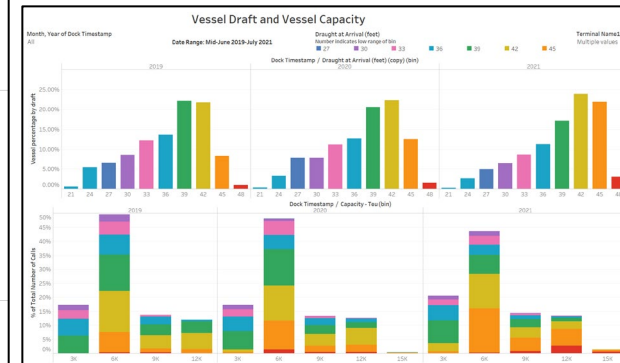 Vessel Draft and Vessel Capacity
Month, Year of Dock Timestamp
All
Date Range: Mid-June 2019-July 2021
Draught at Arrival (feet)
Number indicates low range of bin
27 30 33 36 39 42 45
Terminal Name1
Multiple values
Dock Timestamp / Draught at Arrival (feet) (copy) (bin)
2019 2020 2021
Vessel percentage by draft
25.00%
20.00%
15.00%
10.00%
5.00%
0.00%
21 24 27 30 33 36 39 42 45 48 21 24 27 30 33 36 39 42 45 48 21 24 27 30 33 36 39 42 45
Dock Timestamp / Capacity - Teu (bin)
2019 2020 2021
% of Total Number of Calls
50%
45%
40%
35%
30%
25%
20%
15%
10%
5%
0%
3K 6K 9K 12K 3K 6K 9K 12K 15K 3K 6K 9K 12K 15K